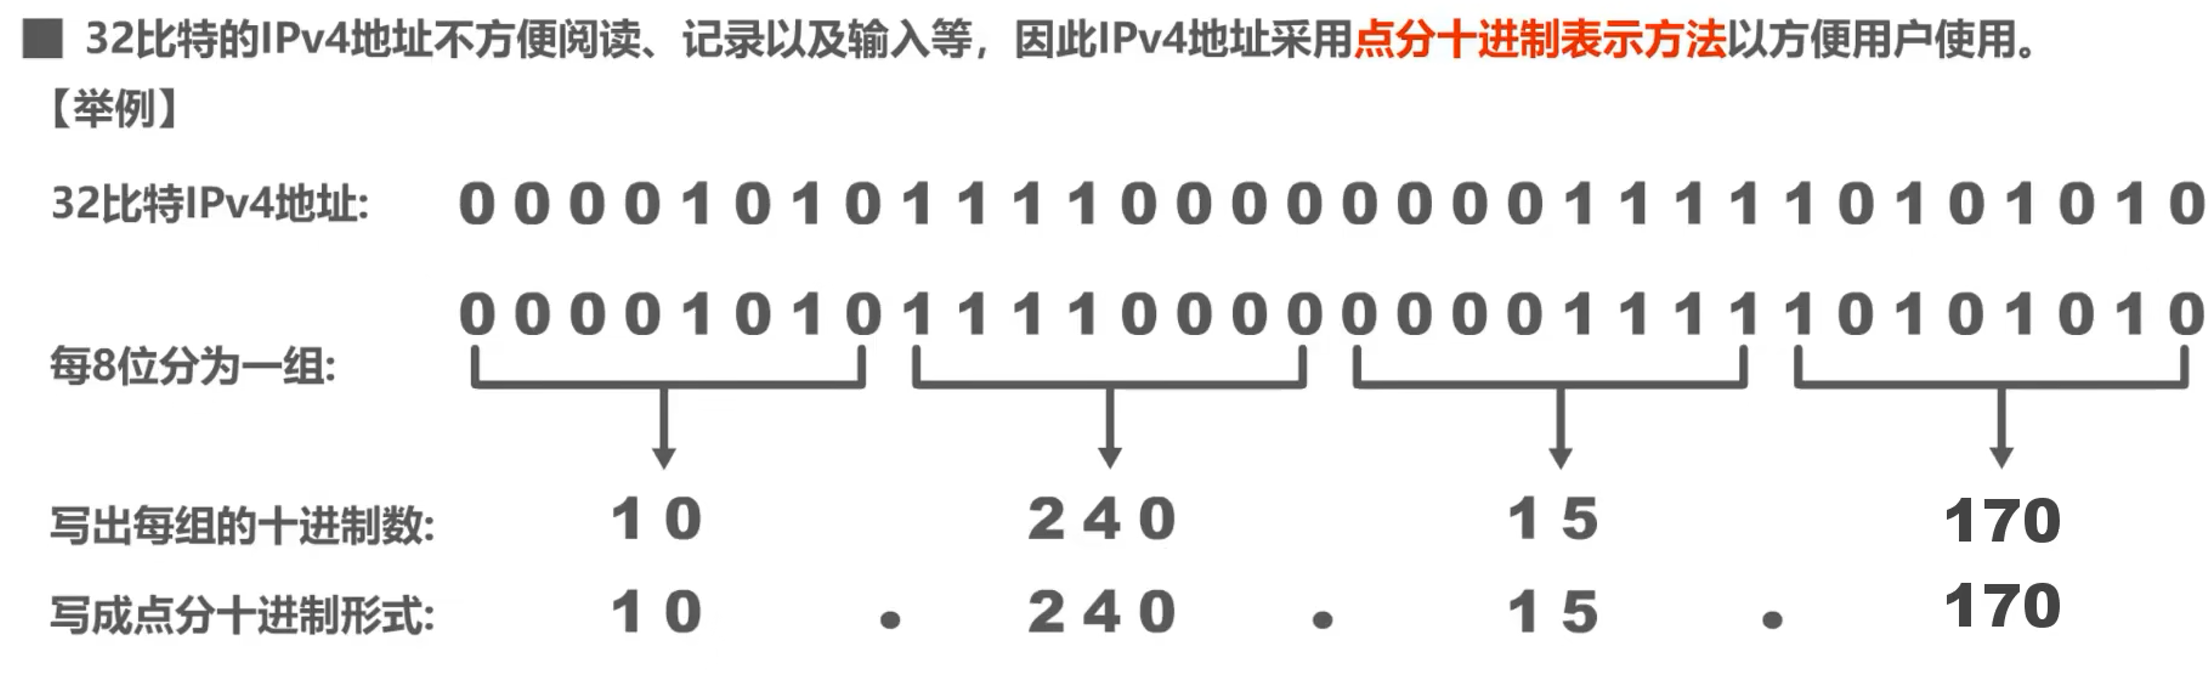 32比特的IPv4地址不方便阅读、记录以及输入等，因此IPv4地址采用点分十进制表示方法以方便用户使用。
【举例】
32比特IPv4地址: 0 0 0 0 1 0 1 0 1 1 1 1 0 0 0 0 0 0 0 0 1 1 1 1 1 0 1 0 1 0 1 0
0 0 0 0 1 0 1 0 1 1 1 1 0 0 0 0 0 0 0 0 1 1 1 1 1 0 1 0 1 0 1 0
每8位分为一组:
写出每组的十进制数: 10 240 15 170
写成点分十进制形式: 10 . 240 . 15 . 170